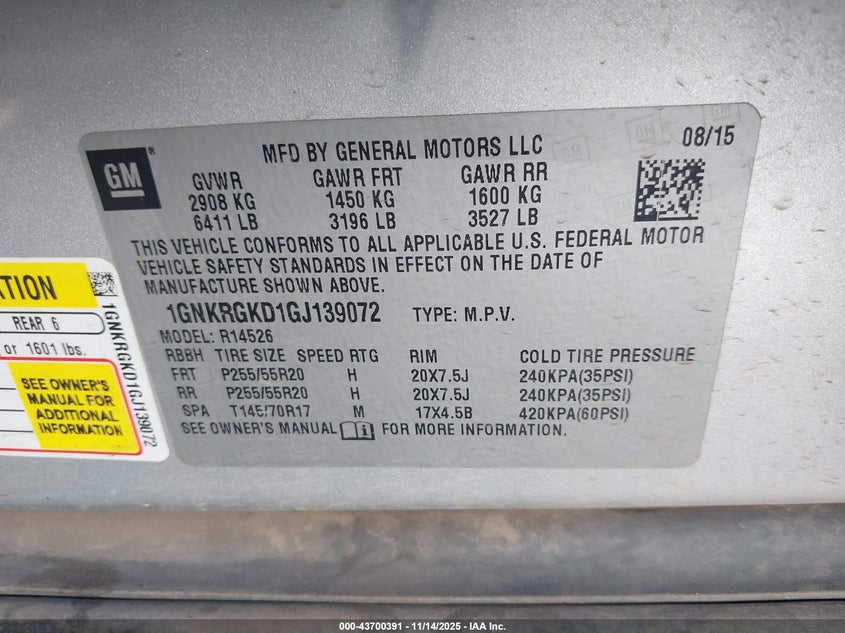 MFD BY GENERAL MOTORS LLC
08/15
GM
®
GVWR GAWR FRT GAWR RR
2908 KG 1450 KG 1600 KG
6411 LB 3196 LB 3527 LB
THIS VEHICLE CONFORMS TO ALL APPLICABLE U.S. FEDERAL MOTOR
VEHICLE SAFETY STANDARDS IN EFFECT ON THE DATE OF
MANUFACTURE SHOWN ABOVE.
1GNKRGKD1GJ139072 TYPE: M.P.V.
MODEL: R14526
RBBH TIRE SIZE SPEED RTG RIM COLD TIRE PRESSURE
FRT P255/55R20 H 20X7.5J 240KPA(35PSI)
RR P255/55R20 H 20X7.5J 240KPA(35PSI)
SPA T145/70R17 M 17X4.5B 420KPA(60PSI)
SEE OWNER'S MANUAL FOR MORE INFORMATION.
REAR 6
or 1601 lbs.
SEE OWNER'S
MANUAL FOR
ADDITIONAL
INFORMATION
1GNKRGKD1GJ139072
000-43700391 - 11/14/2025 - IAA Inc.